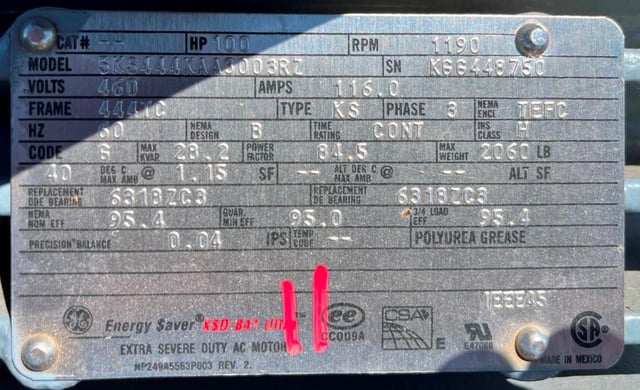 CAT# -- HP 100 RPM 1190
MODEL 5KS444KAA3003RZ SN KGG448750
VOLTS 460 AMPS 116.0
FRAME 444TC TYPE KS PHASE 3 NEMA ENCL TEFC
HZ 60 NEMA DESIGN B TIME RATING CONT INS CLASS H
CODE G MAX KVAR 28.2 POWER FACTOR 84.5 MAX WEIGHT 2060 LB
40 DEG C MAX AMB @ 1.15 SF -- ALT DEG C MAX AMB @ -- ALT SF
REPLACEMENT ODE BEARING 6318ZC3 REPLACEMENT DE BEARING 6318ZC3
NEMA NOM EFF 95.4 GUAR. MIN EFF 95.0 3/4 LOAD EFF 95.4
PRECISION BALANCE 0.04 IPS TEMP CODE -- POLYUREA GREASE
IEEE45
GE Energy $aver ee CSA UL SA
CC009A E E47060
EXTRA SEVERE DUTY AC MOTOR MADE IN MEXICO
NP249A5563P003 REV. 2.